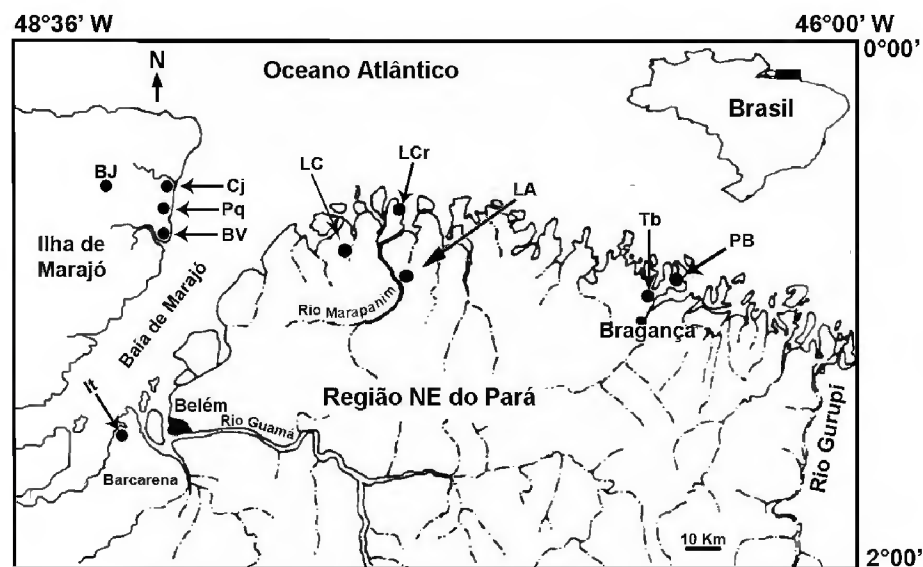 48°36’ W
46°00’ W
0°00’
N
Oceano Atlântico
Brasil
BJ
Cj
Pq
BV
LC
LCr
LA
Tb
PB
Ilha de
Marajó
Baía de Marajó
Rio Marapanim
Bragança
It
Belém
Rio Guamá
Região NE do Pará
Rio Gurupí
Barcarena
10 Km
2°00’